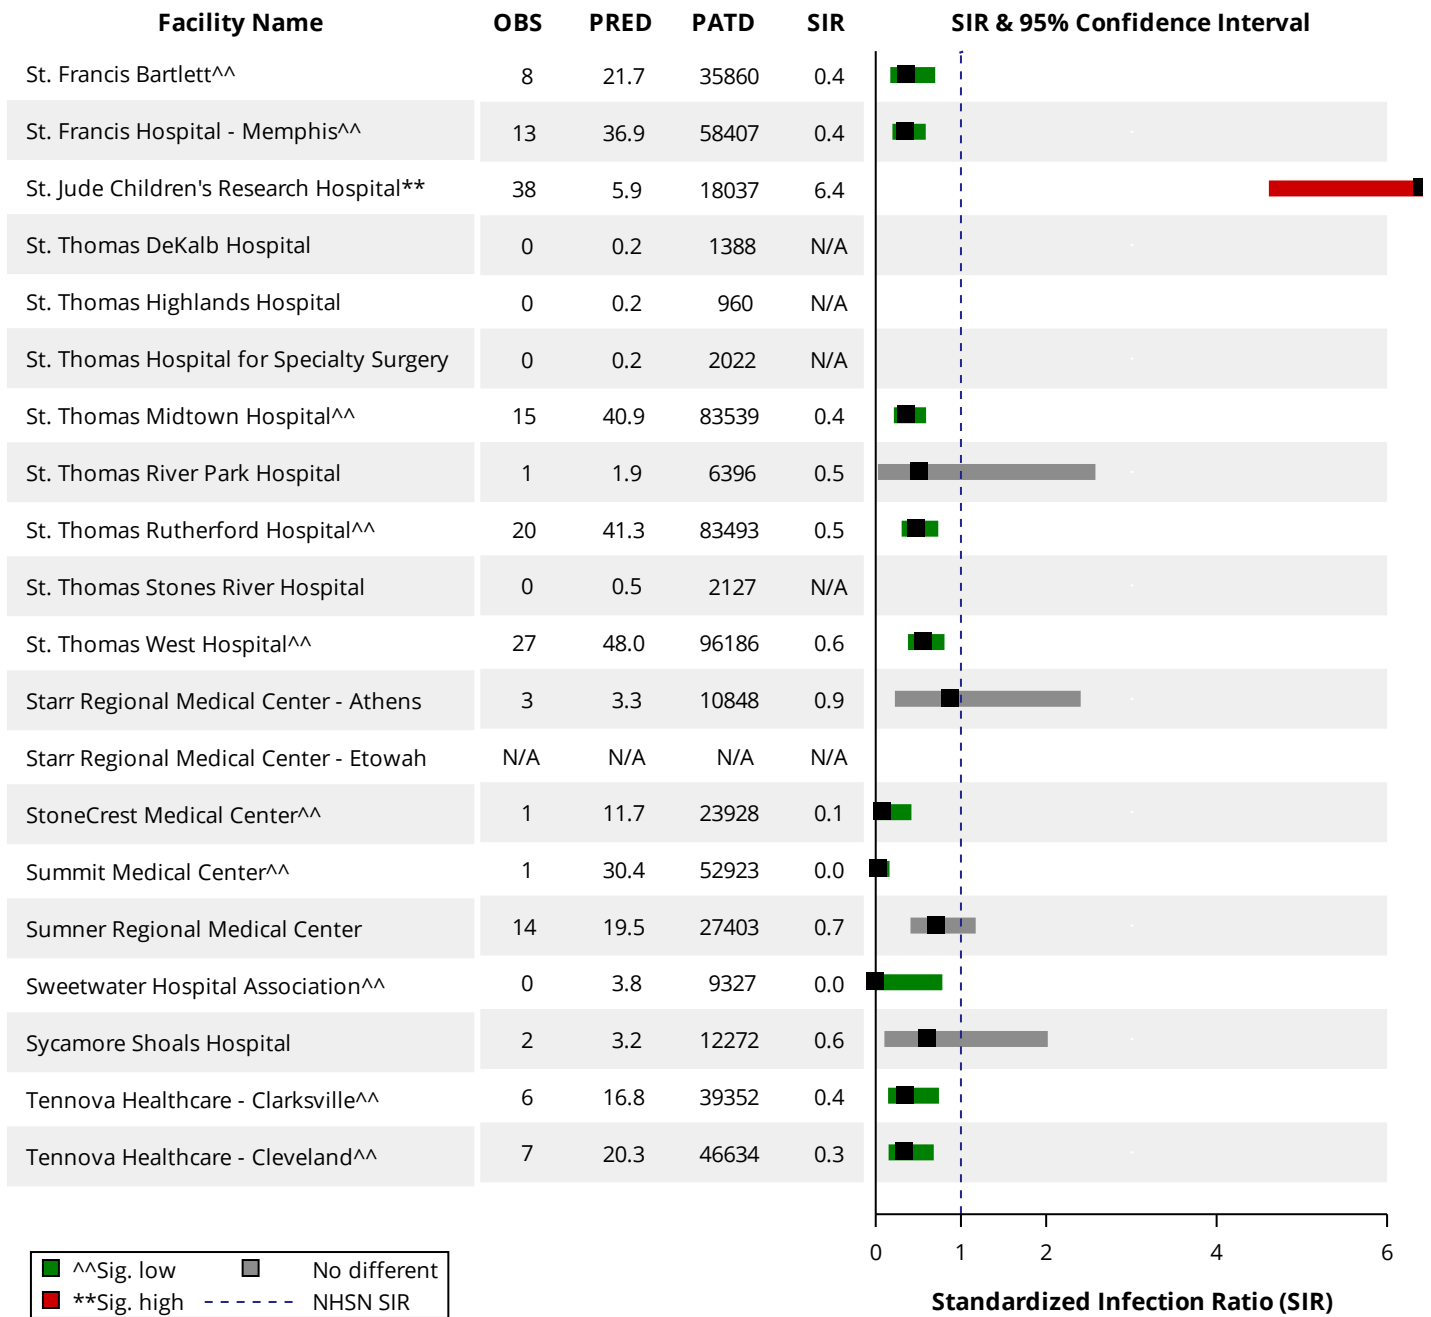 Facility Name OBS PRED PATD SIR SIR & 95% Confidence Interval
St. Francis Bartlett^^ 8 21.7 35860 0.4
St. Francis Hospital - Memphis^^ 13 36.9 58407 0.4
St. Jude Children's Research Hospital** 38 5.9 18037 6.4
St. Thomas DeKalb Hospital 0 0.2 1388 N/A
St. Thomas Highlands Hospital 0 0.2 960 N/A
St. Thomas Hospital for Specialty Surgery 0 0.2 2022 N/A
St. Thomas Midtown Hospital^^ 15 40.9 83539 0.4
St. Thomas River Park Hospital 1 1.9 6396 0.5
St. Thomas Rutherford Hospital^^ 20 41.3 83493 0.5
St. Thomas Stones River Hospital 0 0.5 2127 N/A
St. Thomas West Hospital^^ 27 48.0 96186 0.6
Starr Regional Medical Center - Athens 3 3.3 10848 0.9
Starr Regional Medical Center - Etowah N/A N/A N/A N/A
StoneCrest Medical Center^^ 1 11.7 23928 0.1
Summit Medical Center^^ 1 30.4 52923 0.0
Sumner Regional Medical Center 14 19.5 27403 0.7
Sweetwater Hospital Association^^ 0 3.8 9327 0.0
Sycamore Shoals Hospital 2 3.2 12272 0.6
Tennova Healthcare - Clarksville^^ 6 16.8 39352 0.4
Tennova Healthcare - Cleveland^^ 7 20.3 46634 0.3
0 1 2 4 6
^^Sig. low No different
**Sig. high NHSN SIR
Standardized Infection Ratio (SIR)